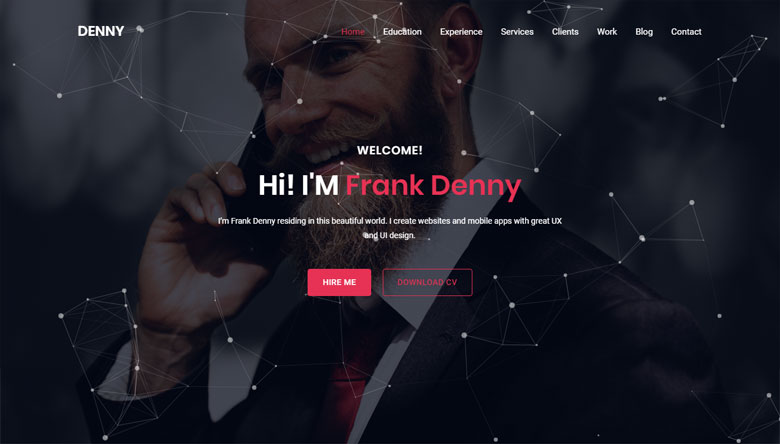 DENNY
Home Education Experience Services Clients Work Blog Contact
WELCOME!
Hi! I'M Frank Denny
I'm Frank Denny residing in this beautiful world. I create websites and mobile apps with great UX
and UI design.
HIRE ME DOWNLOAD CV